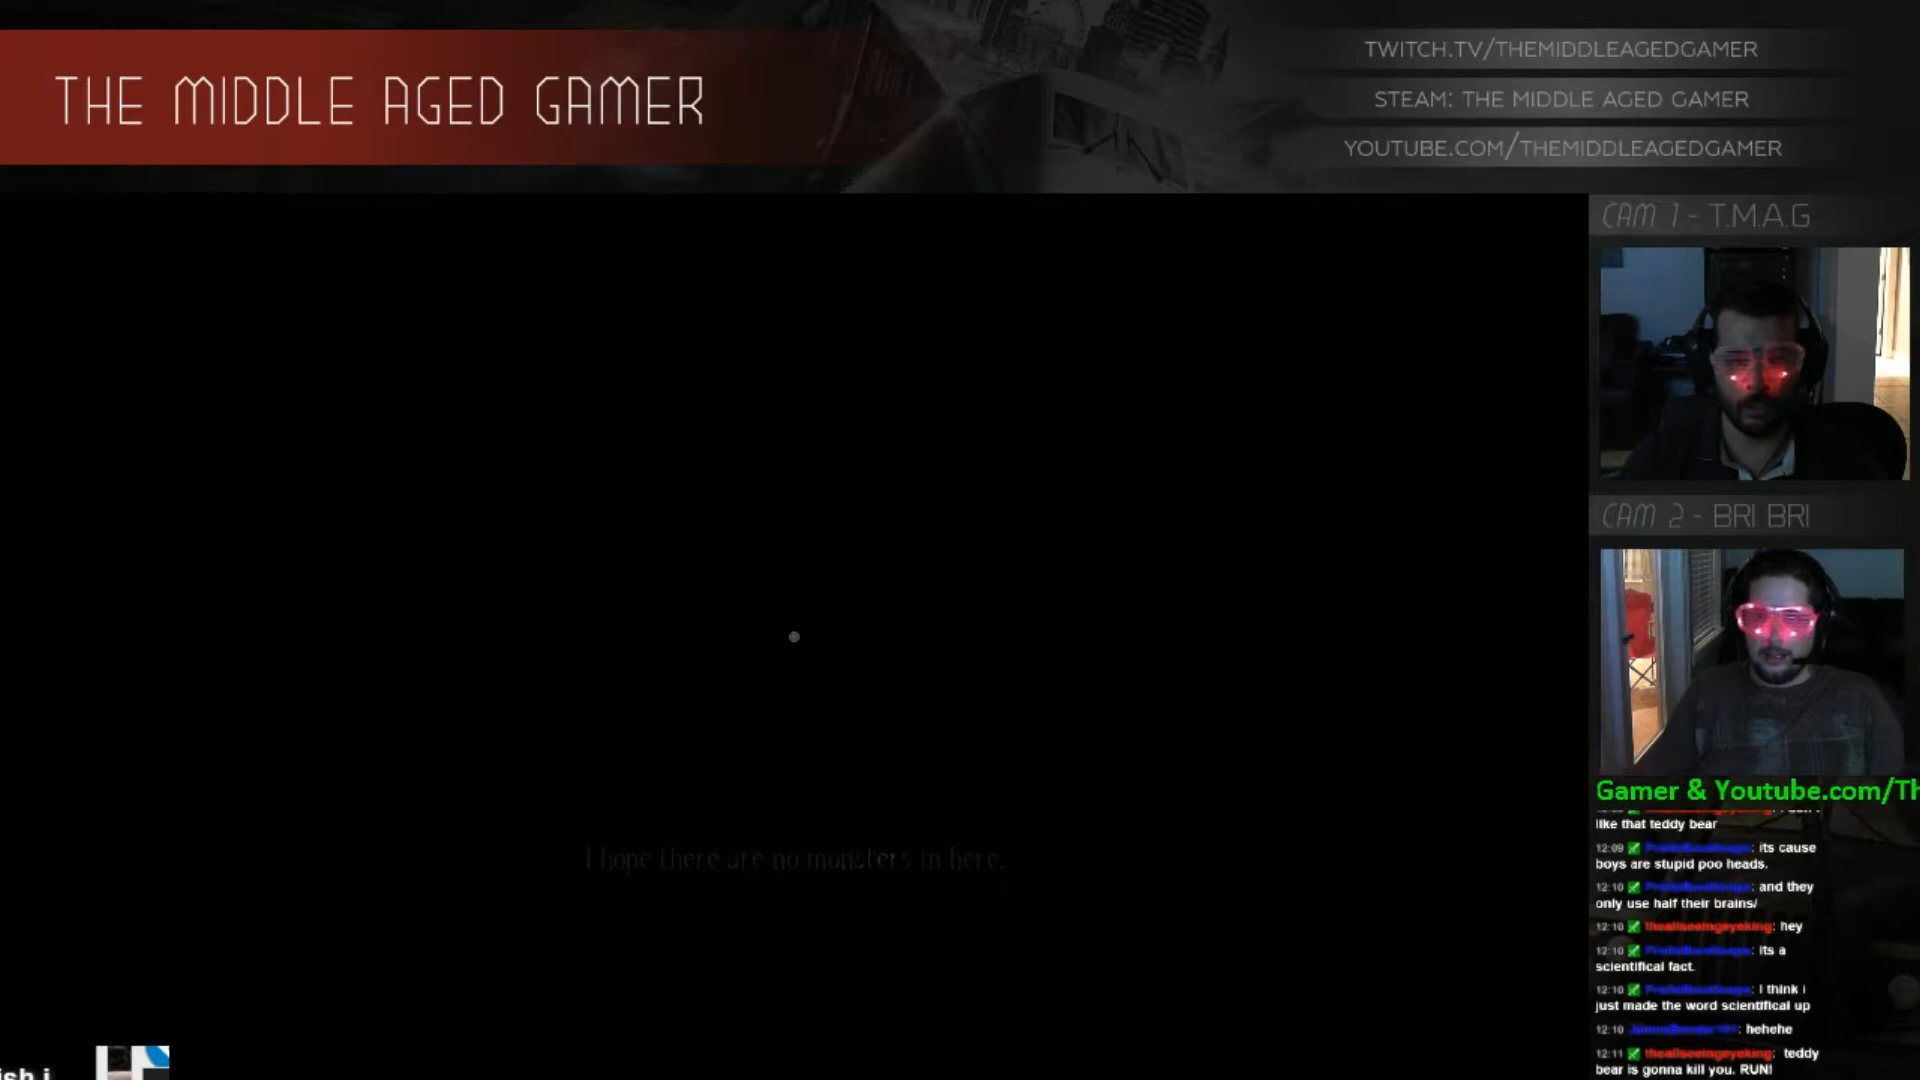 THE MIDDLE AGED GAMER
TWITCH.TV/THEMIDDLEAGEDGAMER
STEAM: THE MIDDLE AGED GAMER
YOUTUBE.COM/THEMIDDLEAGEDGAMER
CAM 1 - T.M.A.G
CAM 2 - BRI BRI
I hope there are no monsters in here.
Gamer & Youtube.com/Th
like that teddy bear
12:09 : its cause
boys are stupid poo heads.
12:10 : and they
only use half their brains/
12:10 theallseeingeyeking: hey
12:10 : its a
scientifical fact.
12:10 : I think i
just made the word scientifical up
12:10 : hehehe
12:11 theallseeingeyeking: teddy
bear is gonna kill you. RUN!
ish i